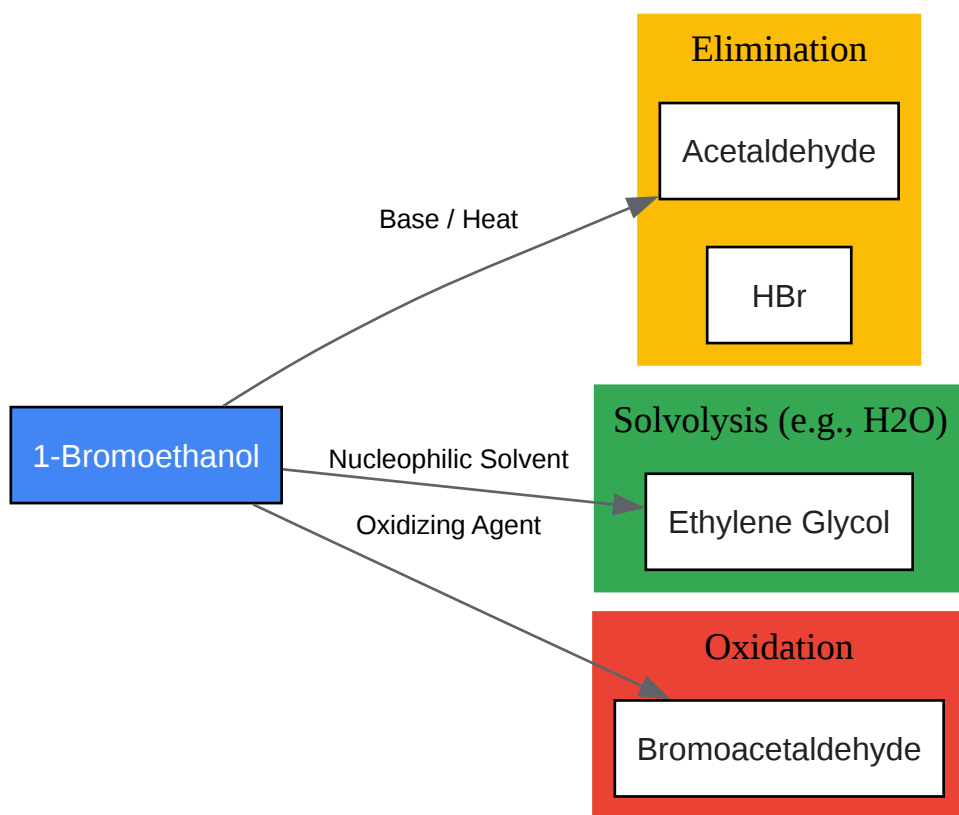 Elimination
Acetaldehyde
Base / Heat
HBr
Solvolysis (e.g., H2O)
1-Bromoethanol
Nucleophilic Solvent
Ethylene Glycol
Oxidizing Agent
Oxidation
Bromoacetaldehyde